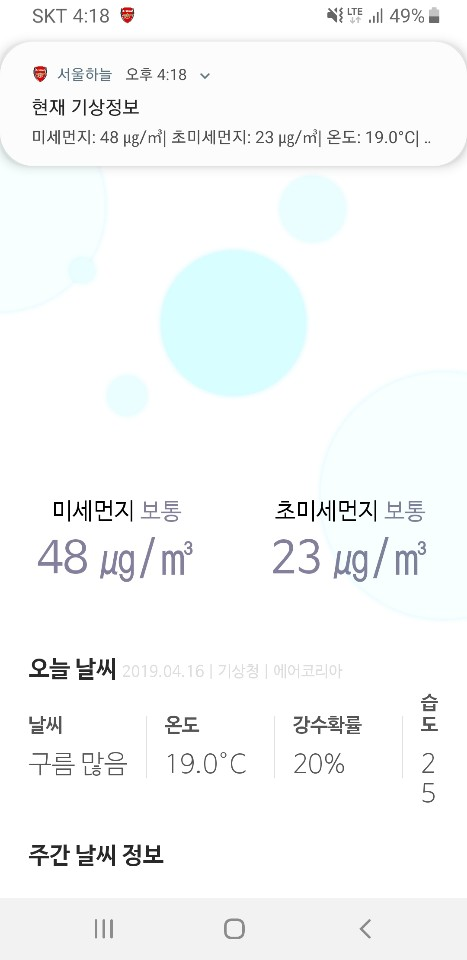 SKT 4:18 LTE 49%
서울하늘 오후 4:18
현재 기상정보
미세먼지: 48 ㎍/㎥| 초미세먼지: 23 ㎍/㎥| 온도: 19.0°C| ..
미세먼지 보통 초미세먼지 보통
48 ㎍/㎥ 23 ㎍/㎥
오늘 날씨 2019.04.16 | 기상청 | 에어코리아
날씨 온도 강수확률 습도
구름 많음 19.0°C 20% 25
주간 날씨 정보